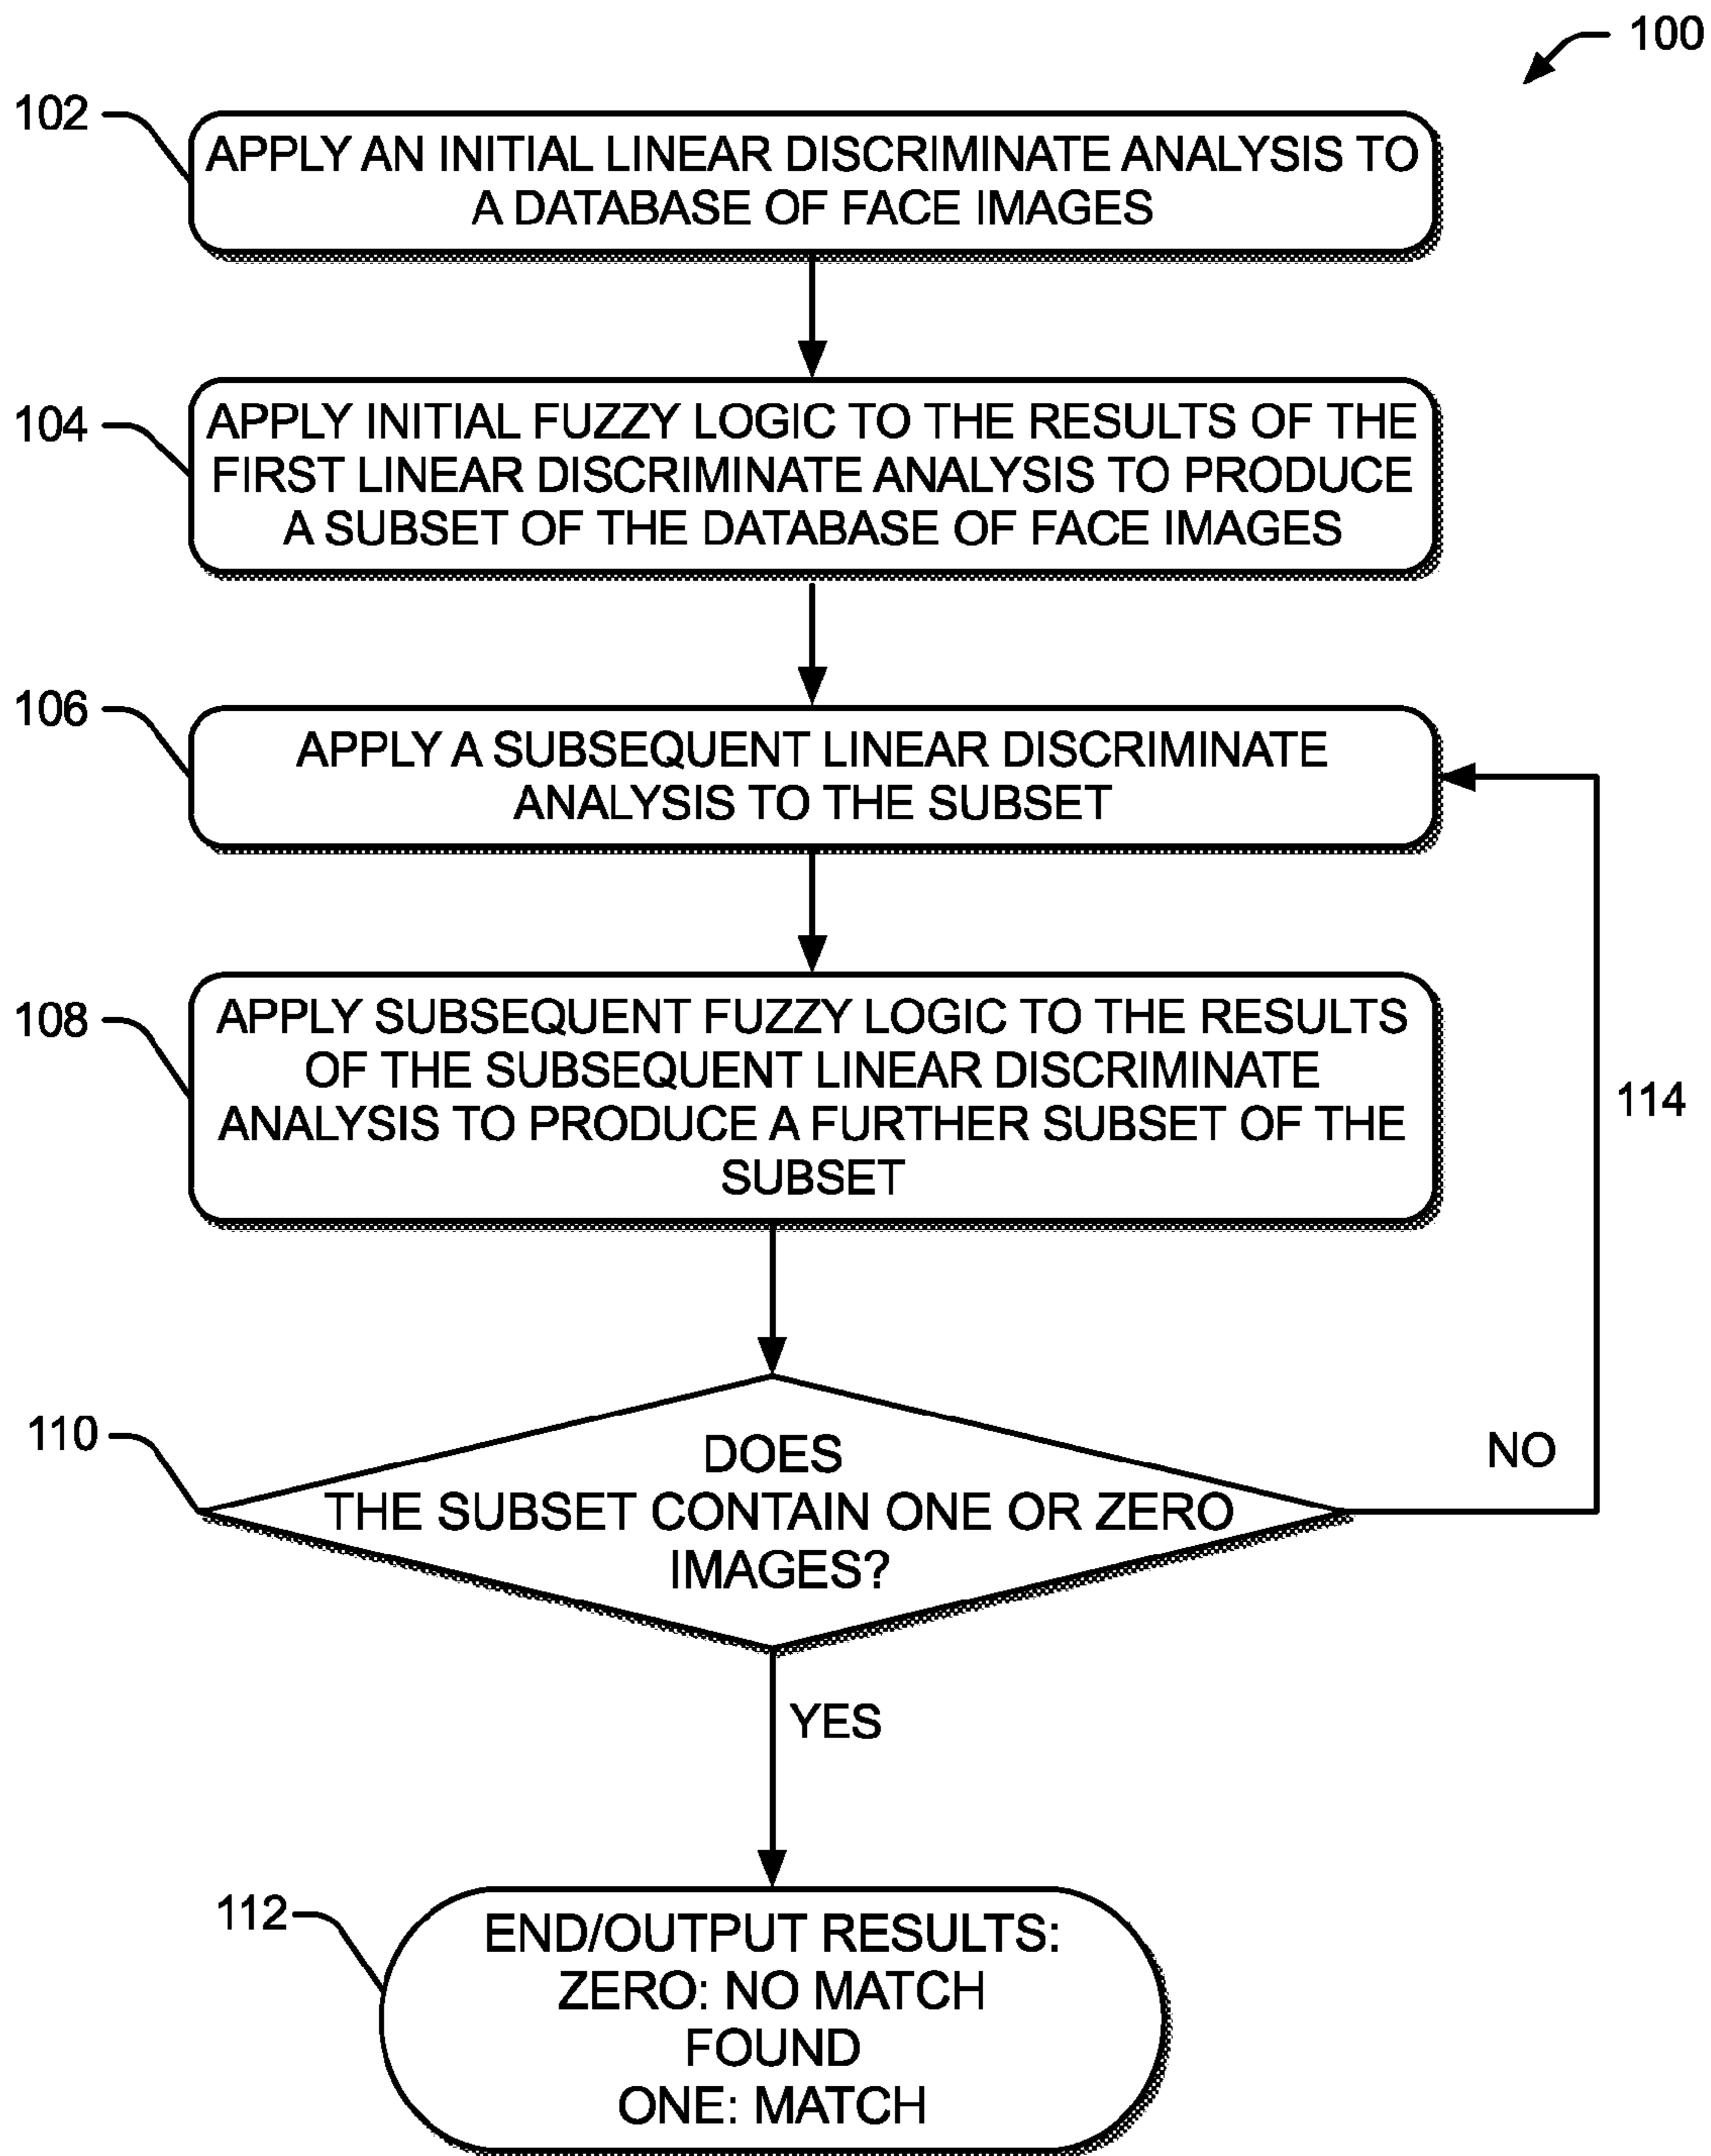 100
102
APPLY AN INITIAL LINEAR DISCRIMINATE ANALYSIS TO
A DATABASE OF FACE IMAGES
104
APPLY INITIAL FUZZY LOGIC TO THE RESULTS OF THE
FIRST LINEAR DISCRIMINATE ANALYSIS TO PRODUCE
A SUBSET OF THE DATABASE OF FACE IMAGES
106
APPLY A SUBSEQUENT LINEAR DISCRIMINATE
ANALYSIS TO THE SUBSET
108
APPLY SUBSEQUENT FUZZY LOGIC TO THE RESULTS
OF THE SUBSEQUENT LINEAR DISCRIMINATE
ANALYSIS TO PRODUCE A FURTHER SUBSET OF THE
SUBSET
114
110
DOES
THE SUBSET CONTAIN ONE OR ZERO
IMAGES?
NO
YES
112
END/OUTPUT RESULTS:
ZERO: NO MATCH
FOUND
ONE: MATCH